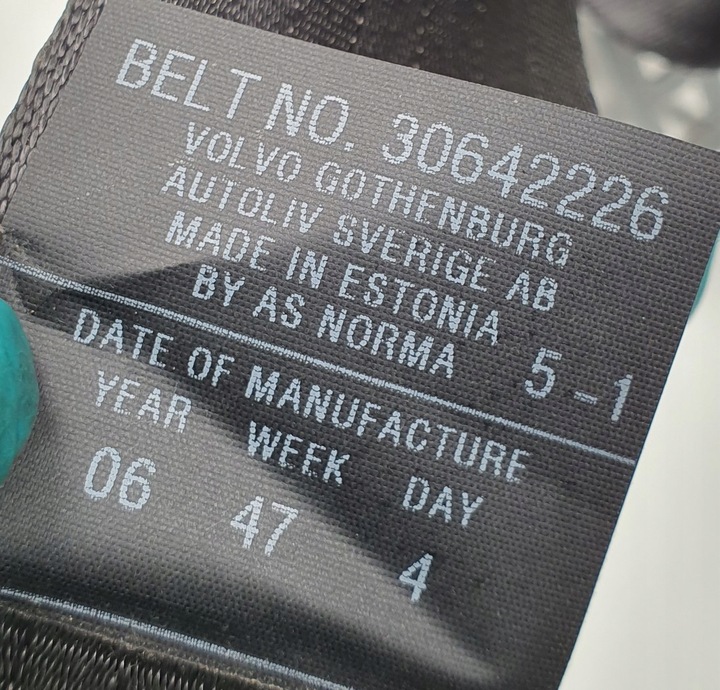 BELT NO. 30642226
VOLVO GOTHENBURG
AUTOLIV SVERIGE AB
MADE IN ESTONIA
BY AS NORMA 5-1
DATE OF MANUFACTURE
YEAR WEEK DAY
06 47 4